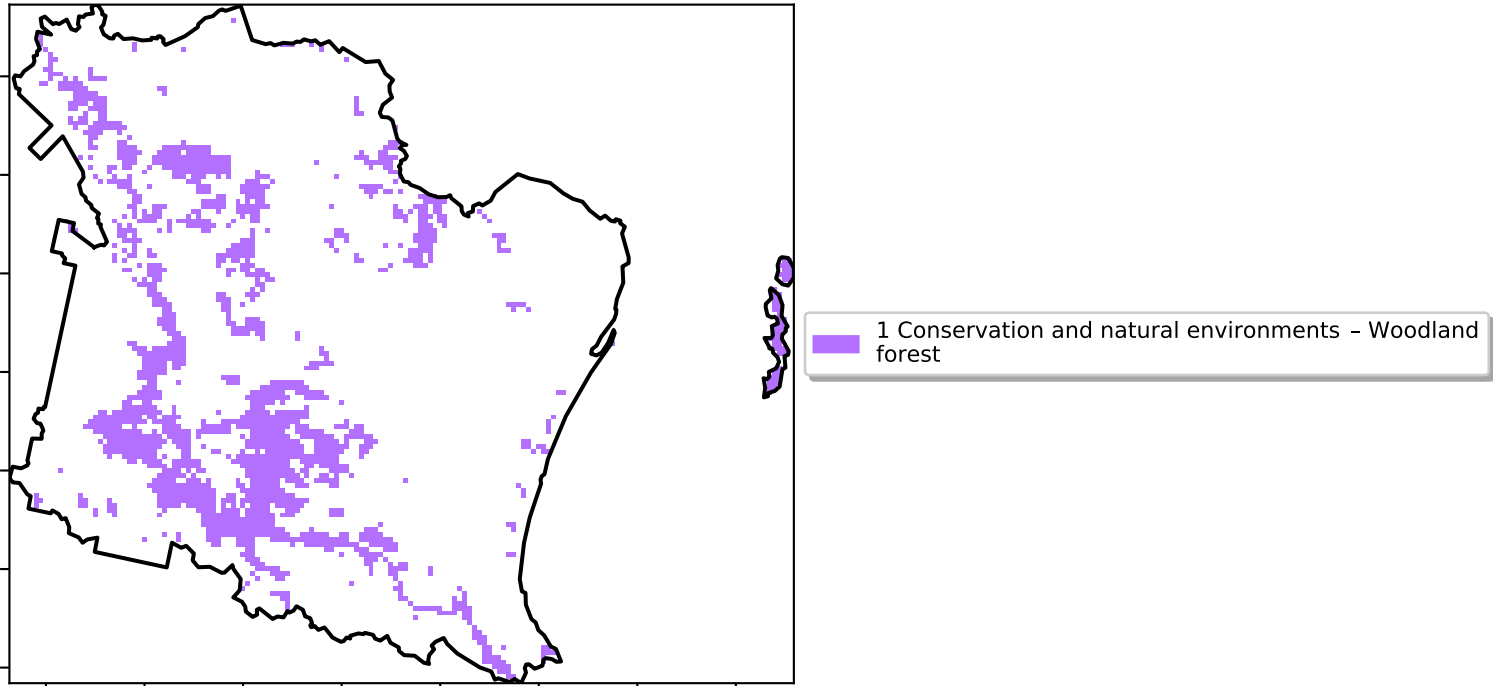 1 Conservation and natural environments – Woodland
forest